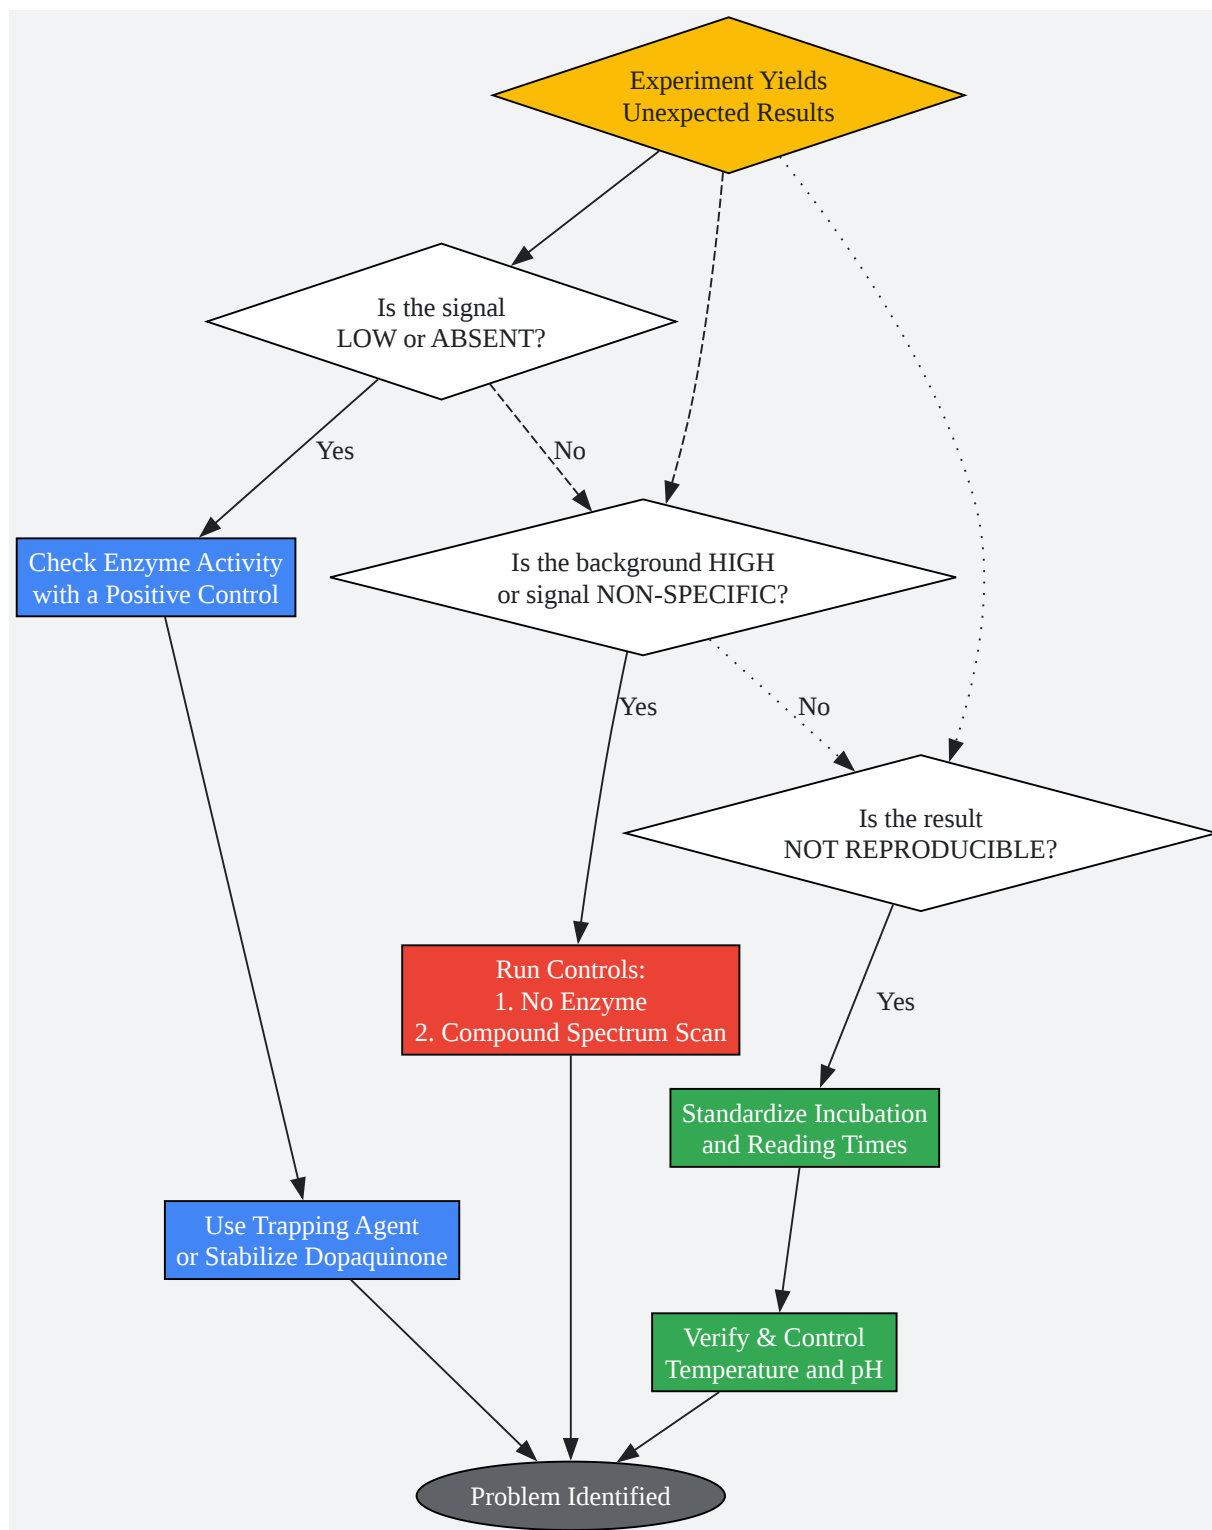 Experiment Yields
Unexpected Results
Is the signal
LOW or ABSENT?
Yes
No
Check Enzyme Activity
with a Positive Control
Is the background HIGH
or signal NON-SPECIFIC?
Yes
No
Is the result
NOT REPRODUCIBLE?
Run Controls:
1. No Enzyme
2. Compound Spectrum Scan
Yes
Standardize Incubation
and Reading Times
Use Trapping Agent
or Stabilize Dopaquinone
Verify & Control
Temperature and pH
Problem Identified